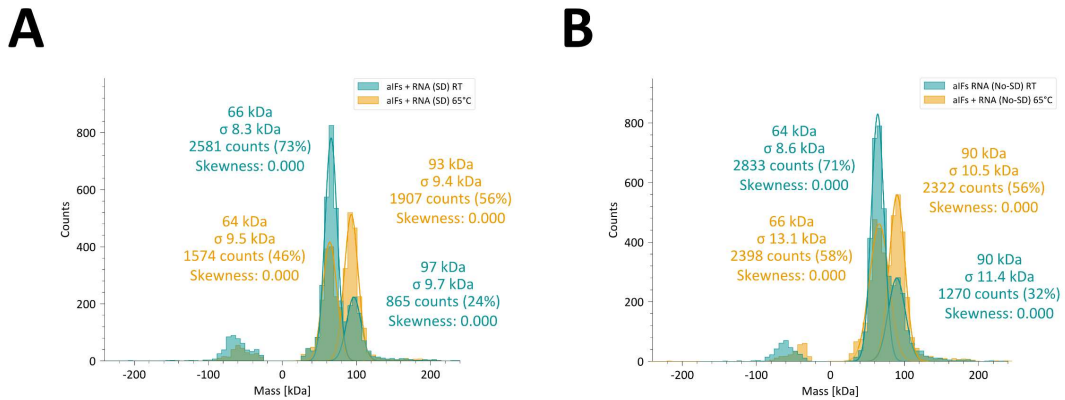 A
aIFs + RNA (SD) RT
aIFs + RNA (SD) 65°C
66 kDa
σ 8.3 kDa
2581 counts (73%)
Skewness: 0.000
93 kDa
σ 9.4 kDa
1907 counts (56%)
Skewness: 0.000
64 kDa
σ 9.5 kDa
1574 counts (46%)
Skewness: 0.000
97 kDa
σ 9.7 kDa
865 counts (24%)
Skewness: 0.000
Counts
800
600
400
200
0
-200
-100
0
100
200
Mass [kDa]
B
aIFs RNA (No-SD) RT
aIFs + RNA (No-SD) 65°C
64 kDa
σ 8.6 kDa
2833 counts (71%)
Skewness: 0.000
90 kDa
σ 10.5 kDa
2322 counts (56%)
Skewness: 0.000
66 kDa
σ 13.1 kDa
2398 counts (58%)
Skewness: 0.000
90 kDa
σ 11.4 kDa
1270 counts (32%)
Skewness: 0.000
Counts
800
600
400
200
0
-200
-100
0
100
200
Mass [kDa]